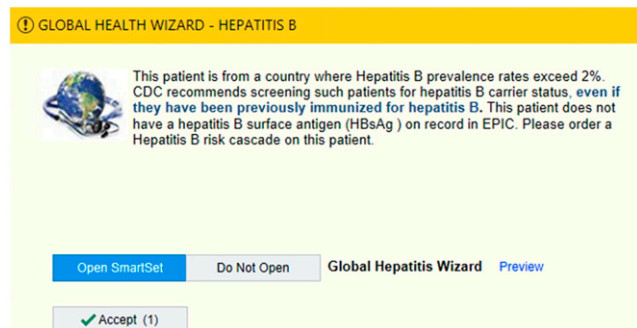 GLOBAL HEALTH WIZARD - HEPATITIS B
This patient is from a country where Hepatitis B prevalence rates exceed 2%.
CDC recommends screening such patients for hepatitis B carrier status, even if
they have been previously immunized for hepatitis B. This patient does not
have a hepatitis B surface antigen (HBsAg ) on record in EPIC. Please order a
Hepatitis B risk cascade on this patient.
Open SmartSet Do Not Open Global Hepatitis Wizard Preview
Accept (1)